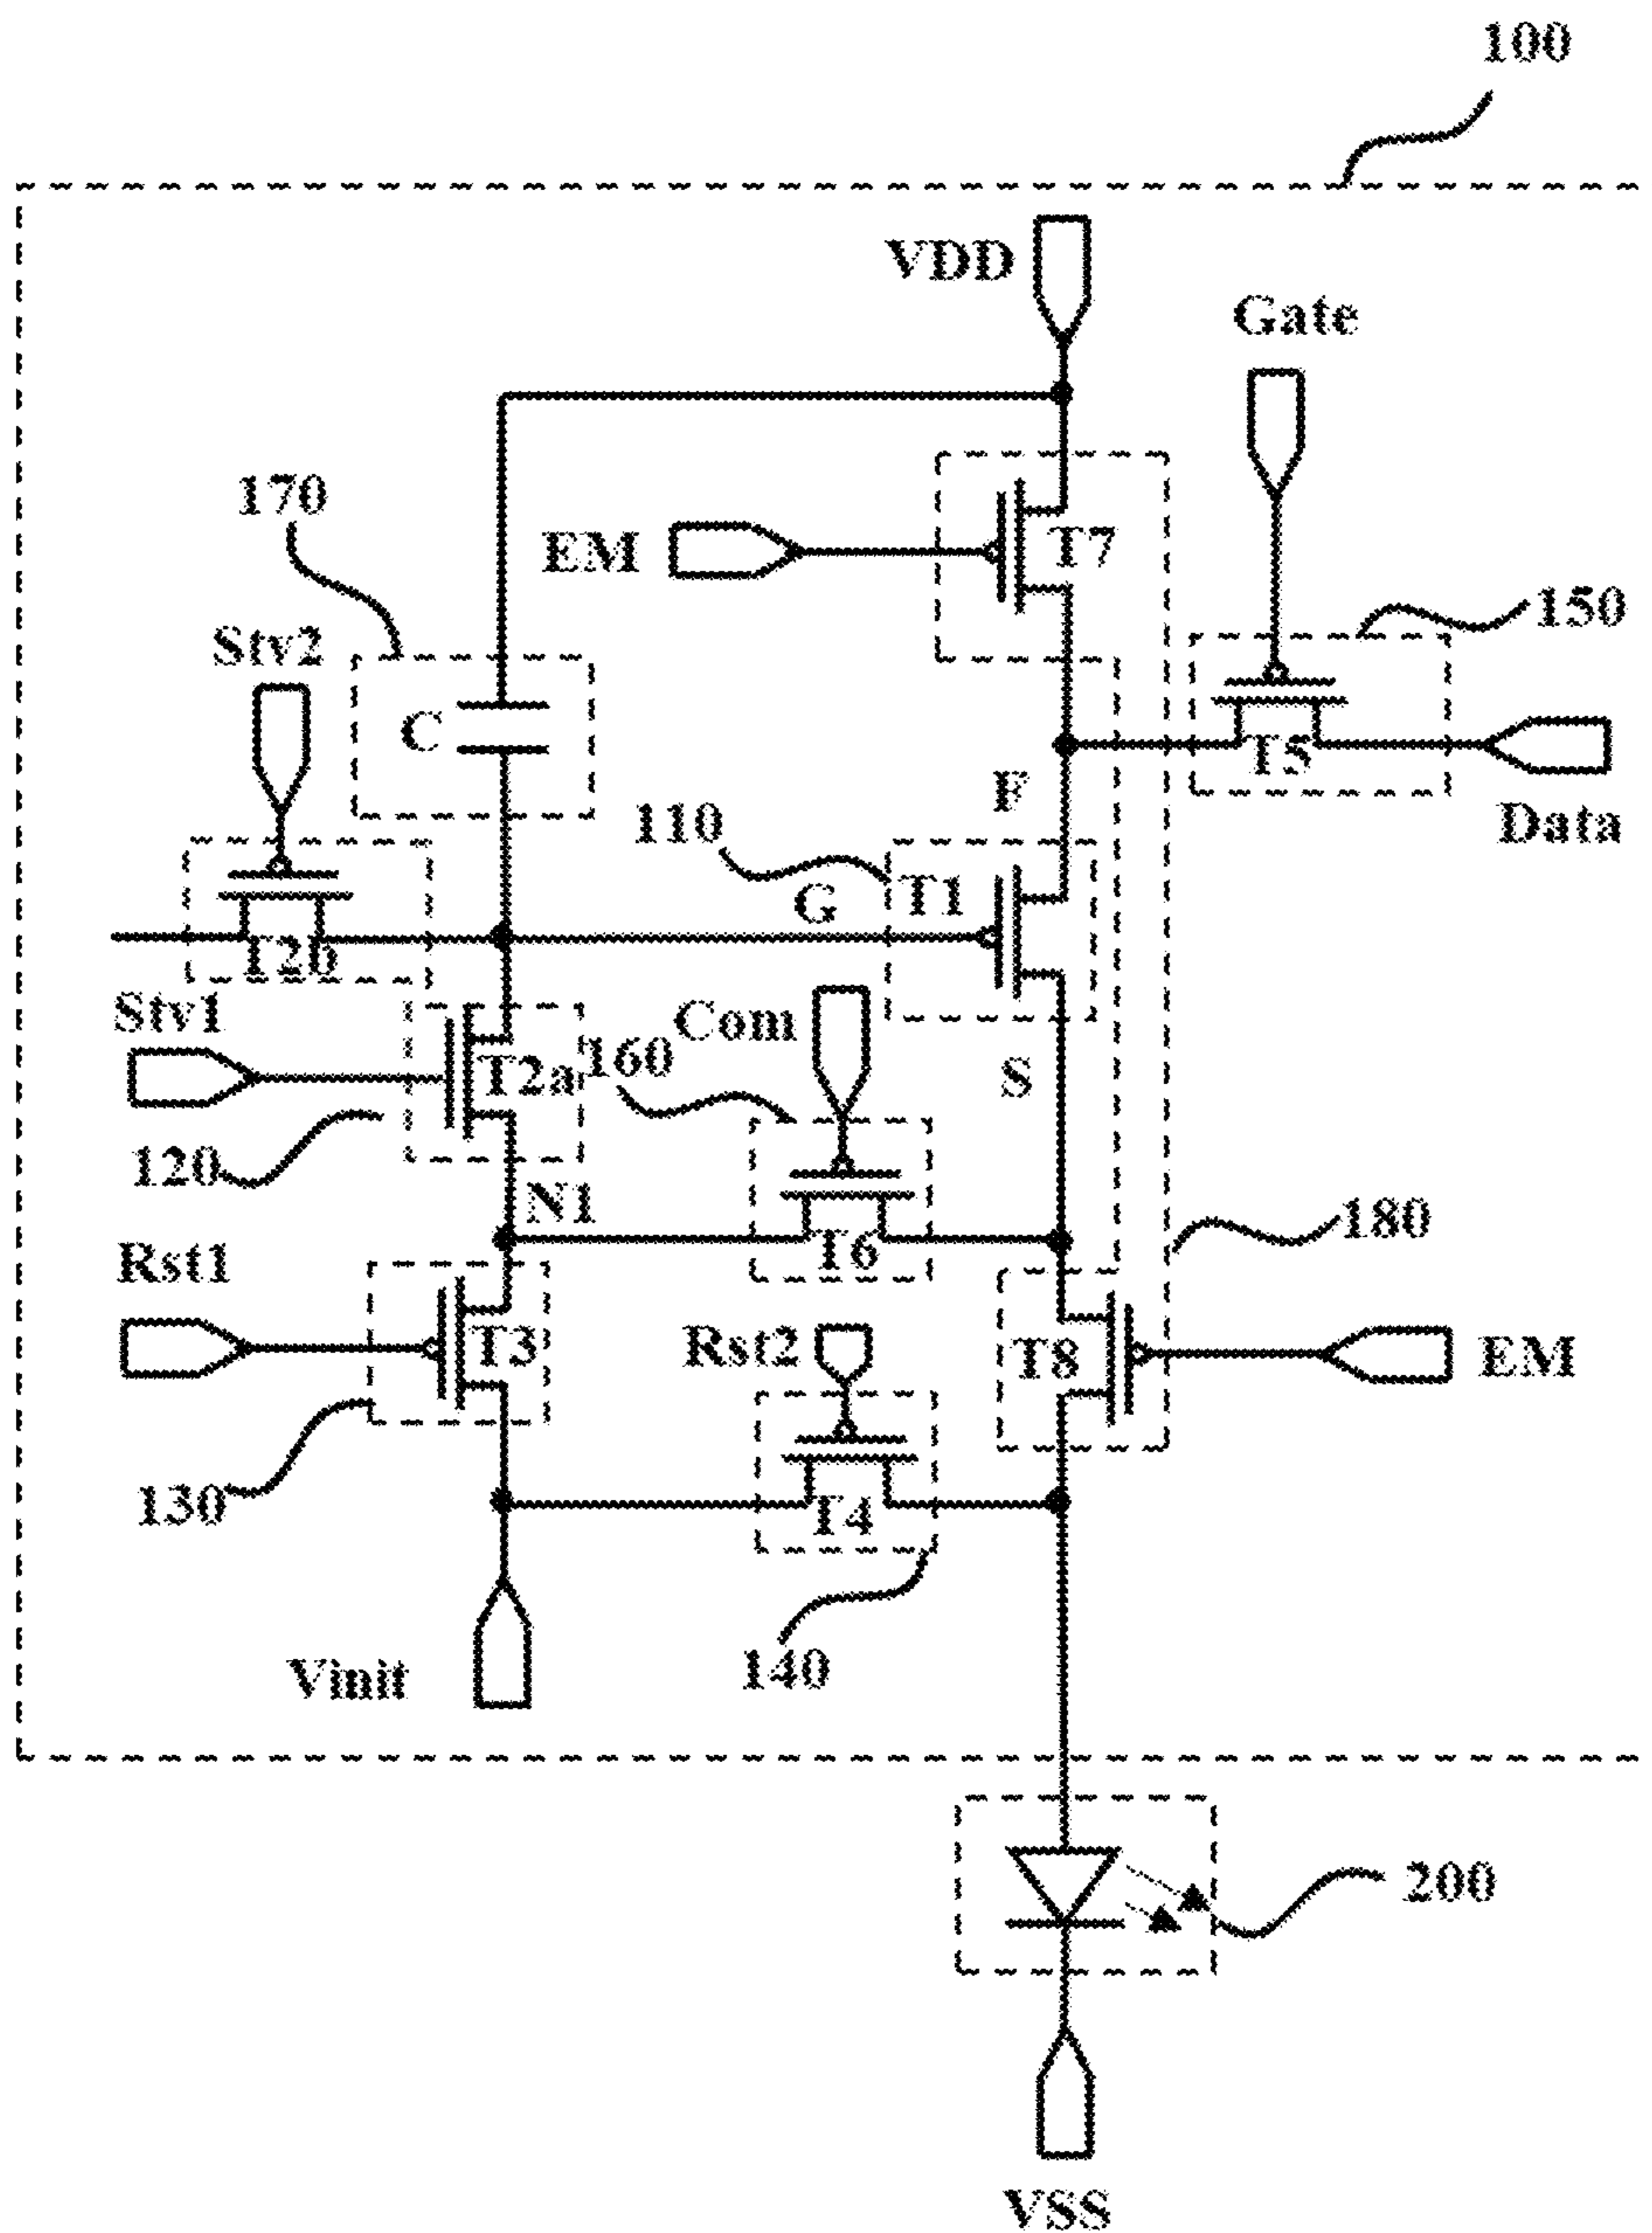 100
VDD
Gate
170
EM
T7
150
Stv2
C
T5
F
110
Data
G
T1
T2b
Stv1
Com
T2a
160
S
120
N1
180
Rst1
T6
T3
Rst2
T8
EM
130
T4
140
Vinit
200
VSS